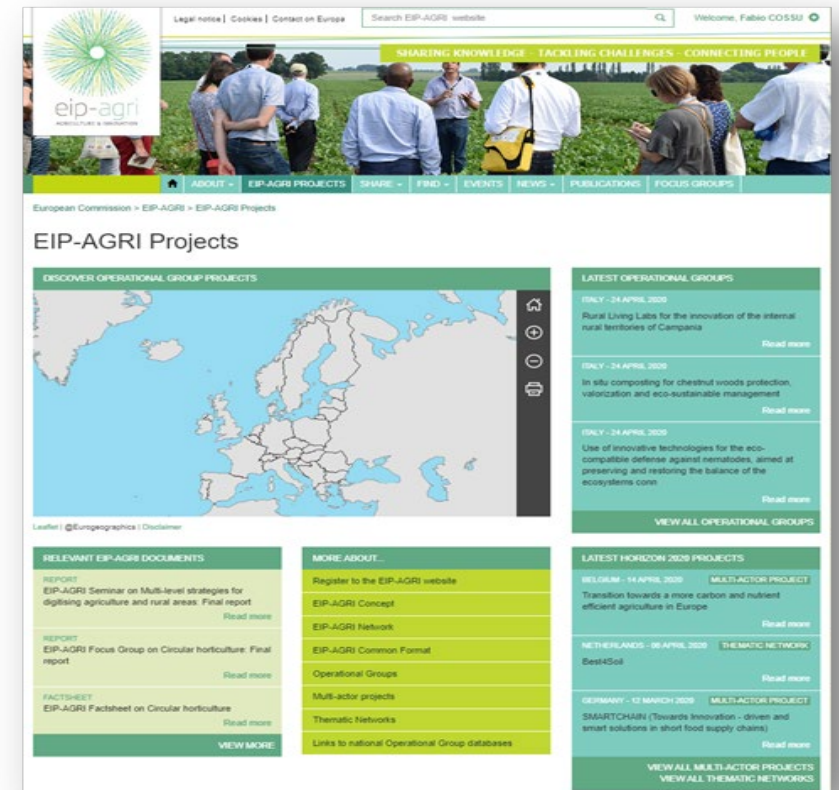 Legal notice | Cookies | Contact on Europa
Search EIP-AGRI website
Welcome, Fabio COSSU
SHARING KNOWLEDGE - TACKLING CHALLENGES - CONNECTING PEOPLE
eip-agri
AGRICULTURE & INNOVATION
ABOUT
EIP-AGRI PROJECTS
SHARE
FIND
EVENTS
NEWS
PUBLICATIONS
FOCUS GROUPS
European Commission > EIP-AGRI > EIP-AGRI Projects
EIP-AGRI Projects
DISCOVER OPERATIONAL GROUP PROJECTS
Leaflet | @Eurogeographics | Disclaimer
LATEST OPERATIONAL GROUPS
ITALY - 24 APRIL 2020
Rural Living Labs for the innovation of the internal
rural territories of Campania
Read more
ITALY - 24 APRIL 2020
In situ composting for chestnut woods protection,
valorization and eco-sustainable management
Read more
ITALY - 24 APRIL 2020
Use of innovative technologies for the eco-
compatible defense against nematodes, aimed at
preserving and restoring the balance of the
ecosystems conn
Read more
VIEW ALL OPERATIONAL GROUPS
RELEVANT EIP-AGRI DOCUMENTS
REPORT
EIP-AGRI Seminar on Multi-level strategies for
digitising agriculture and rural areas: Final report
Read more
REPORT
EIP-AGRI Focus Group on Circular horticulture: Final
report
Read more
FACTSHEET
EIP-AGRI Factsheet on Circular horticulture
Read more
VIEW MORE
MORE ABOUT...
Register to the EIP-AGRI website
EIP-AGRI Concept
EIP-AGRI Network
EIP-AGRI Common Format
Operational Groups
Multi-actor projects
Thematic Networks
Links to national Operational Group databases
LATEST HORIZON 2020 PROJECTS
BELGIUM - 14 APRIL 2020 MULTI-ACTOR PROJECT
Transition towards a more carbon and nutrient
efficient agriculture in Europe
Read more
NETHERLANDS - 06 APRIL 2020 THEMATIC NETWORK
Best4Soil
Read more
GERMANY - 12 MARCH 2020 MULTI-ACTOR PROJECT
SMARTCHAIN (Towards Innovation - driven and
smart solutions in short food supply chains)
Read more
VIEW ALL MULTI-ACTOR PROJECTS
VIEW ALL THEMATIC NETWORKS